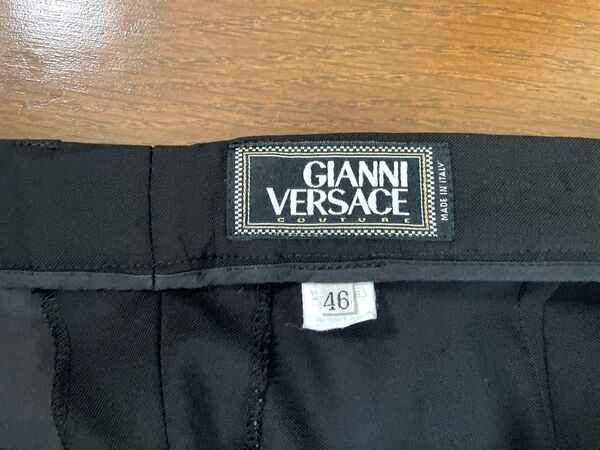 GIANNI
VERSACE
COUTURE
MADE IN ITALY
46